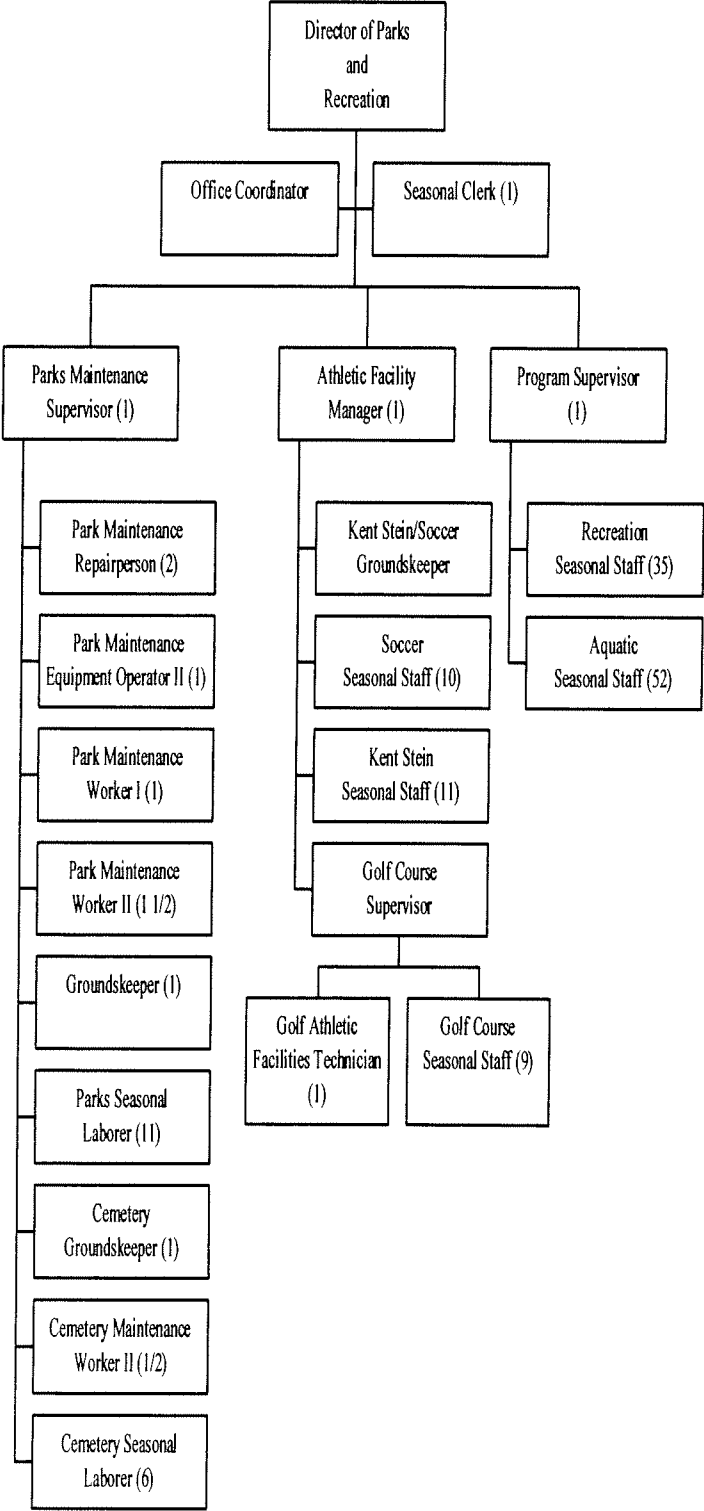 Director of Parks
and
Recreation
Office Coordinator
Seasonal Clerk (1)
Parks Maintenance
Supervisor (1)
Athletic Facility
Manager (1)
Program Supervisor
(1)
Park Maintenance
Repairperson (2)
Park Maintenance
Equipment Operator II (1)
Park Maintenance
Worker I (1)
Park Maintenance
Worker II (1 1/2)
Groundskeeper (1)
Parks Seasonal
Laborer (11)
Cemetery
Groundskeeper (1)
Cemetery Maintenance
Worker II (1/2)
Cemetery Seasonal
Laborer (6)
Kent Stein/Soccer
Groundskeeper
Soccer
Seasonal Staff (10)
Kent Stein
Seasonal Staff (11)
Golf Course
Supervisor
Golf Athletic
Facilities Technician
(1)
Golf Course
Seasonal Staff (9)
Recreation
Seasonal Staff (35)
Aquatic
Seasonal Staff (52)